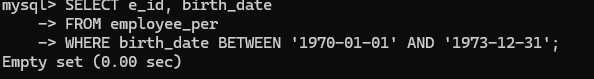 mysql> SELECT e_id, birth_date
    -> FROM employee_per
    -> WHERE birth_date BETWEEN '1970-01-01' AND '1973-12-31';
Empty set (0.00 sec)